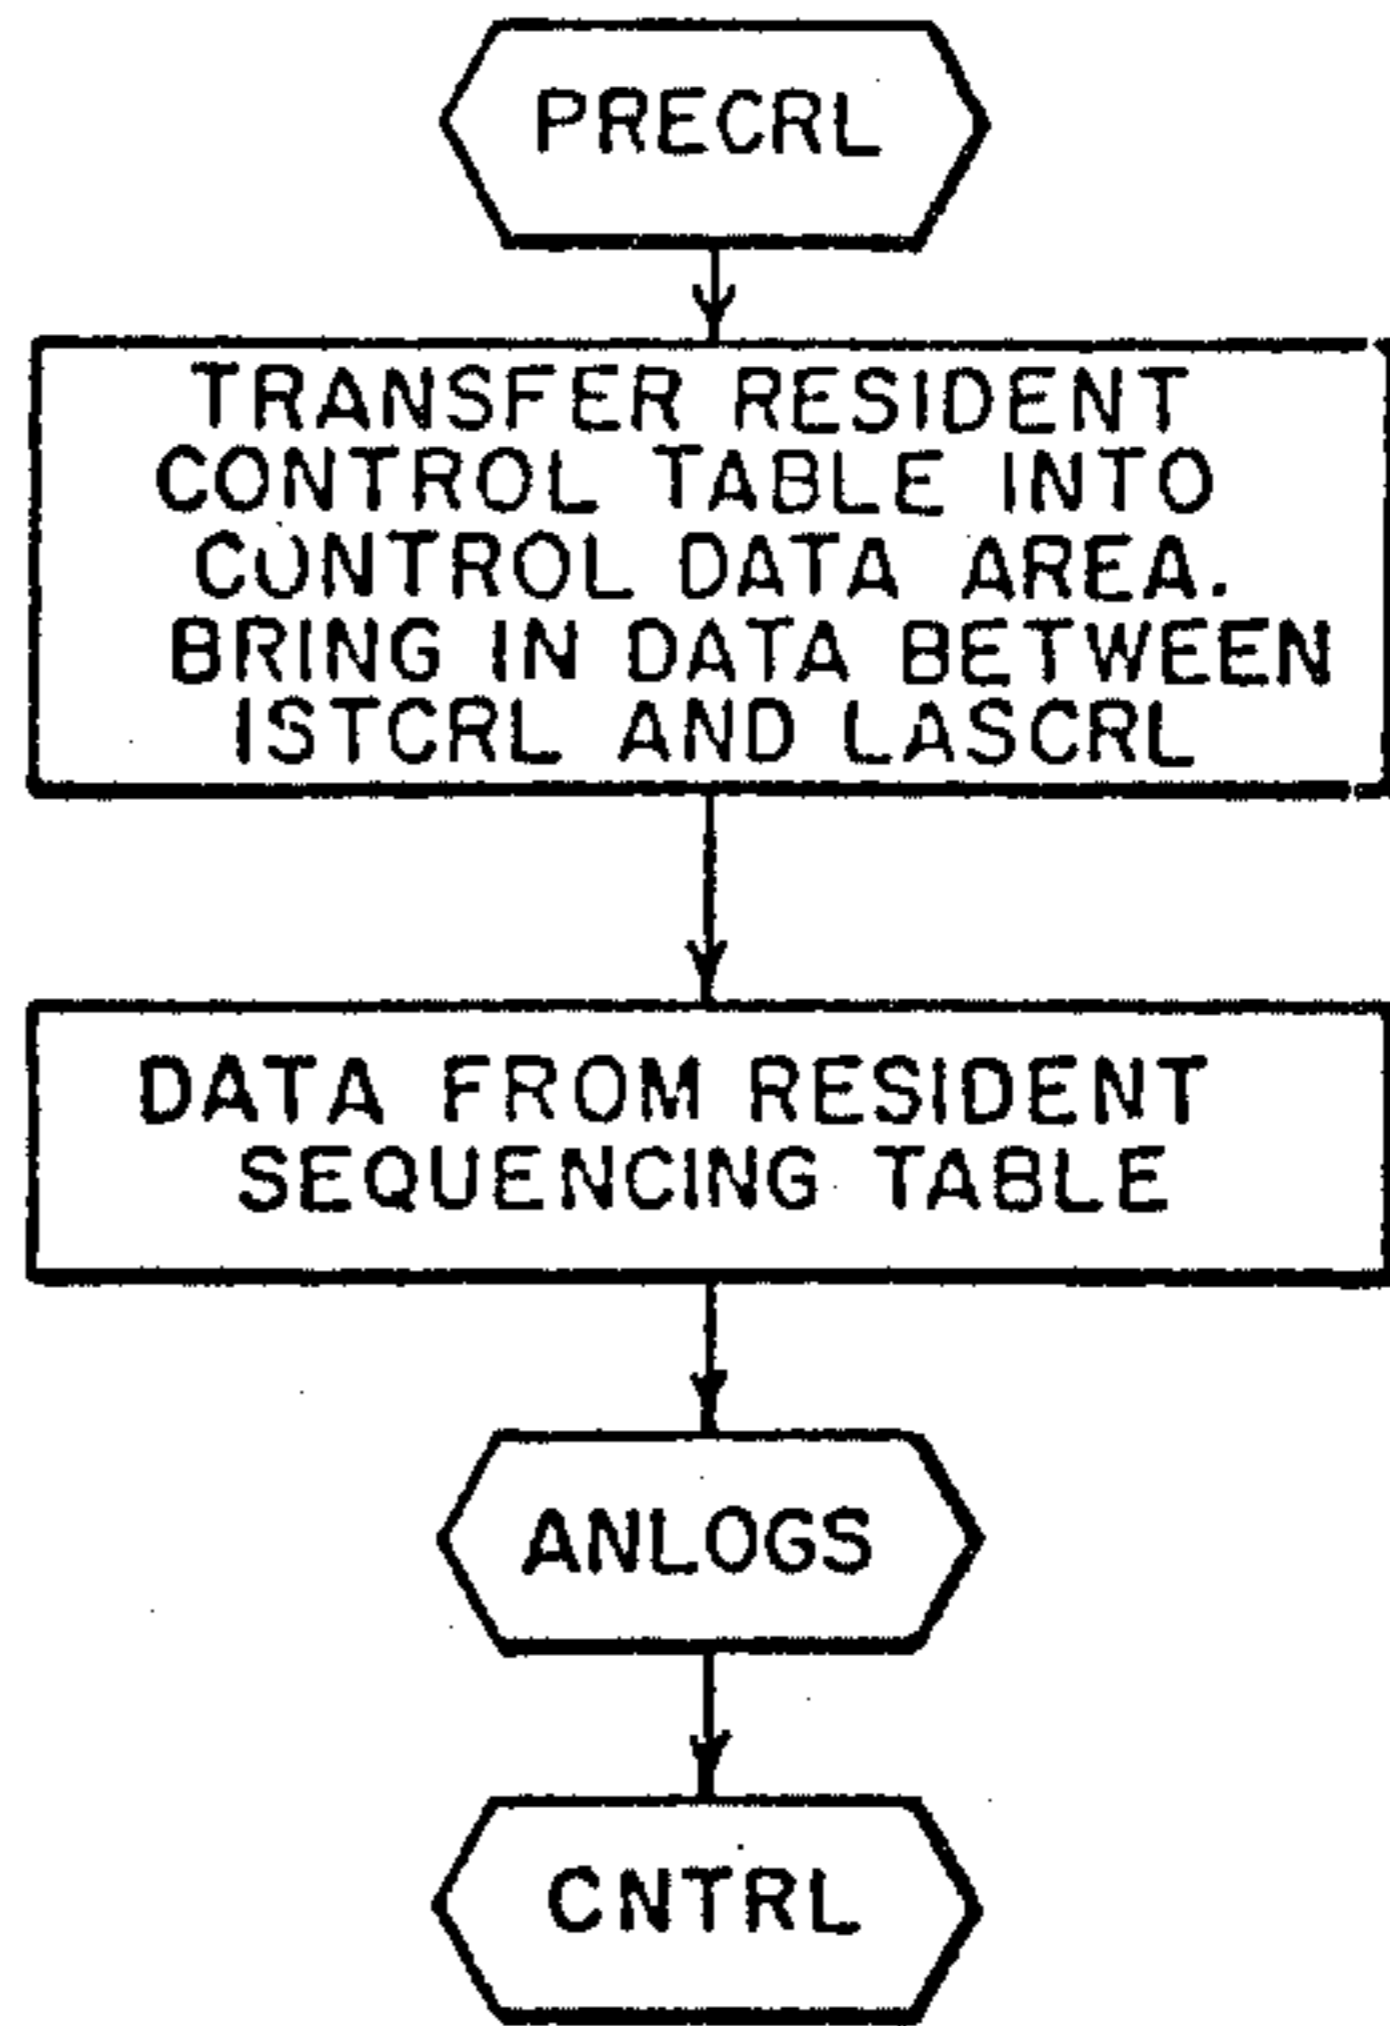 PRECRL
TRANSFER RESIDENT
CONTROL TABLE INTO
CONTROL DATA AREA.
BRING IN DATA BETWEEN
ISTCRL AND LASCRL
DATA FROM RESIDENT
SEQUENCING TABLE
ANLOGS
CNTRL